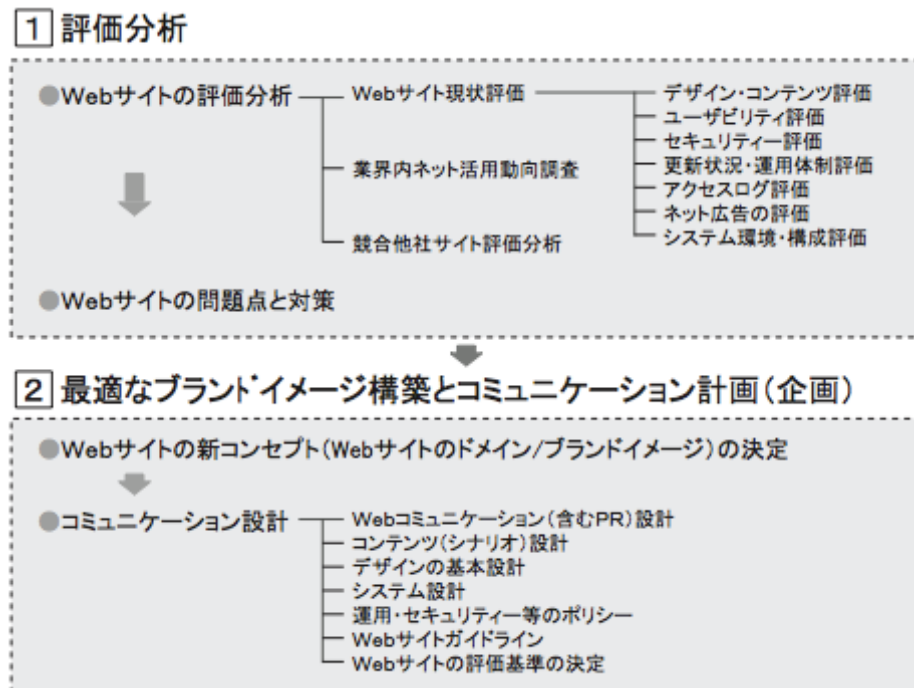 1 評価分析
●Webサイトの評価分析
Webサイト現状評価
デザイン・コンテンツ評価
ユーザビリティ評価
セキュリティー評価
更新状況・運用体制評価
アクセスログ評価
ネット広告の評価
システム環境・構成評価
業界内ネット活用動向調査
競合他社サイト評価分析
●Webサイトの問題点と対策
2 最適なブランドイメージ構築とコミュニケーション計画(企画)
●Webサイトの新コンセプト(Webサイトのドメイン/ブランドイメージ)の決定
●コミュニケーション設計
Webコミュニケーション(含むPR)設計
コンテンツ(シナリオ)設計
デザインの基本設計
システム設計
運用・セキュリティー等のポリシー
Webサイトガイドライン
Webサイトの評価基準の決定